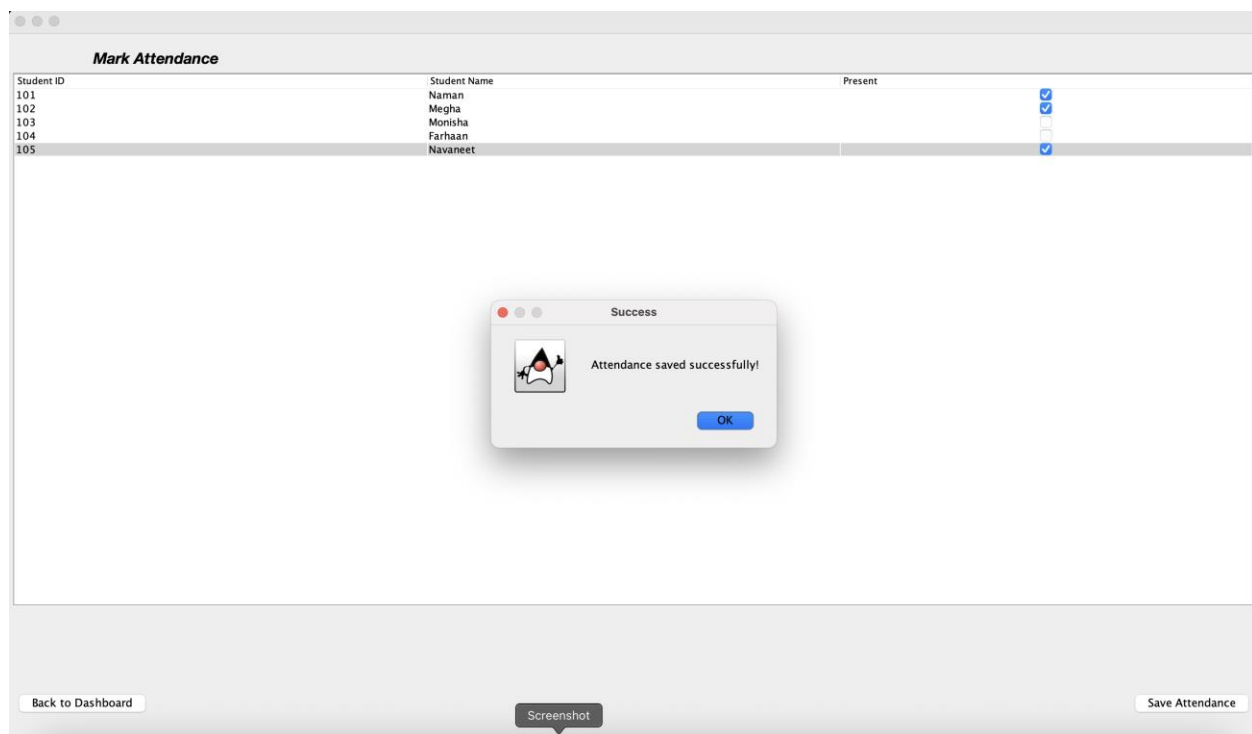 Mark Attendance
Student ID Student Name Present
101 Naman
102 Megha
103 Monisha
104 Farhaan
105 Navaneet
Success
Attendance saved successfully!
OK
Back to Dashboard Save Attendance
Screenshot